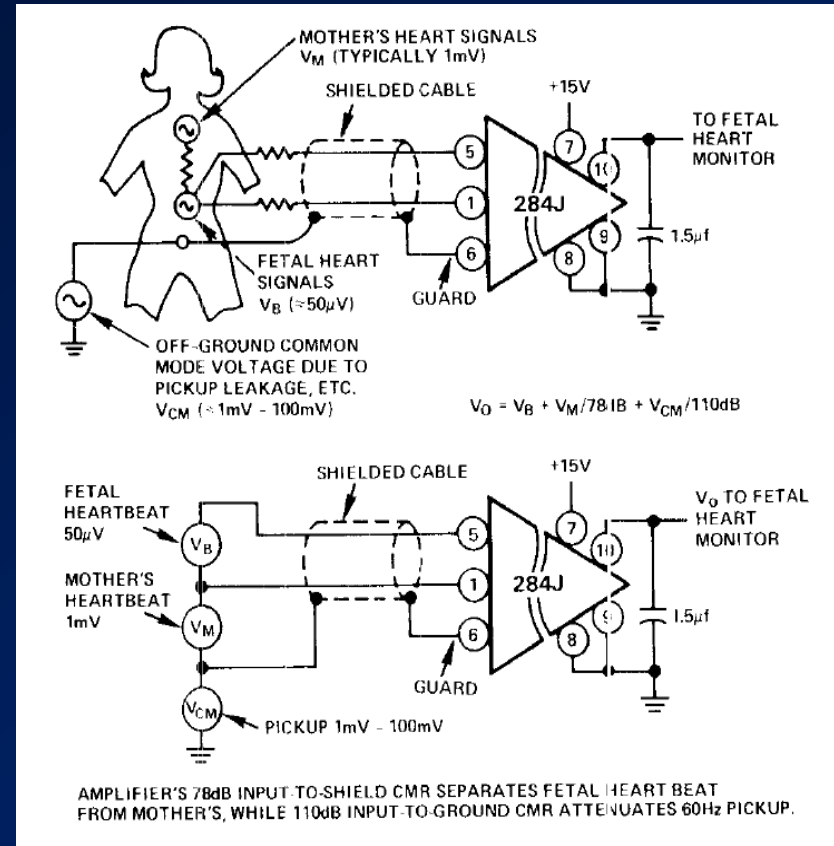 MOTHER'S HEART SIGNALS
VM (TYPICALLY 1mV)
SHIELDED CABLE
+15V
TO FETAL
HEART
MONITOR
5
7
10
1
284J
9
1.5μf
6
8
GUARD
FETAL HEART
SIGNALS
VB (≈50μV)
OFF-GROUND COMMON
MODE VOLTAGE DUE TO
PICKUP LEAKAGE, ETC.
VCM (≈1mV - 100mV)
VO = VB + VM/78dB + VCM/110dB
SHIELDED CABLE
+15V
FETAL
HEARTBEAT
50μV
VO TO FETAL
HEART
MONITOR
5
7
10
VB
MOTHER'S
HEARTBEAT
1mV
1
284J
9
1.5μf
VM
6
8
GUARD
VCM
PICKUP 1mV - 100mV
AMPLIFIER'S 78dB INPUT-TO-SHIELD CMR SEPARATES FETAL HEART BEAT
FROM MOTHER'S, WHILE 110dB INPUT-TO-GROUND CMR ATTENUATES 60Hz PICKUP.